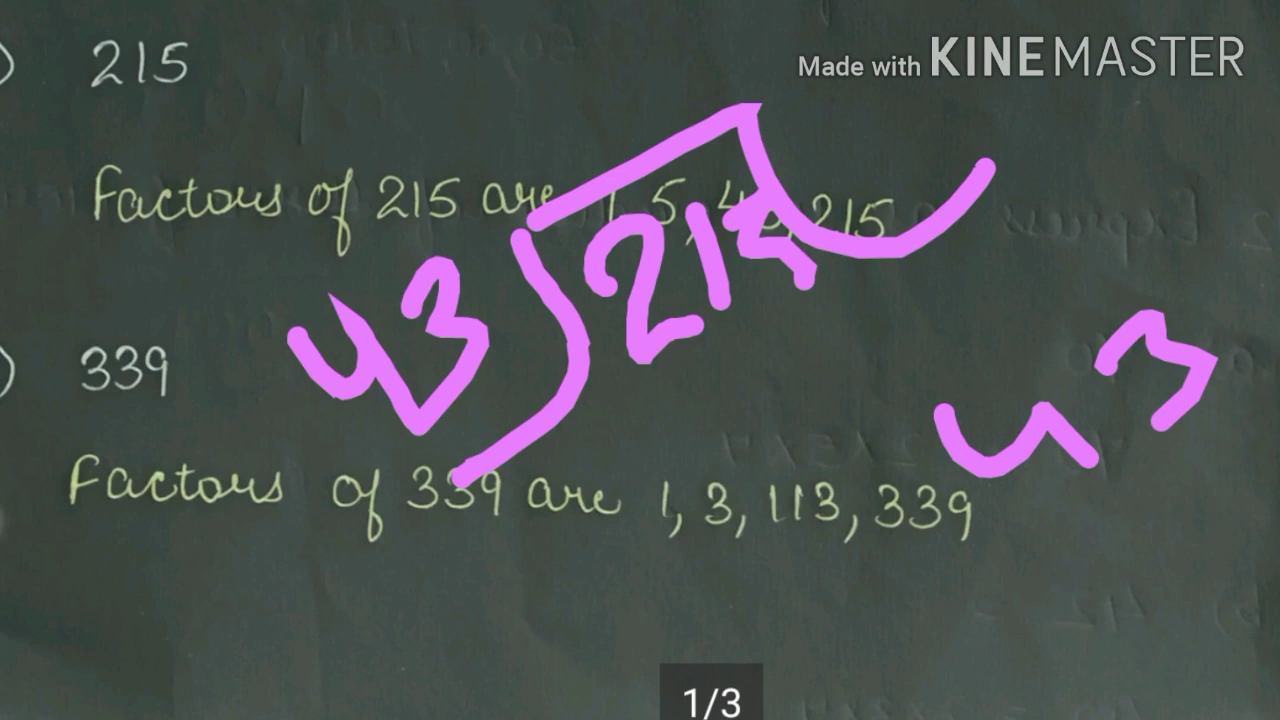 Made with KINEMASTER
) 215
Factors of 215 are 1, 5, 43, 215
43 ) 215
) 339
43
Factors of 339 are 1, 3, 113, 339
1/3